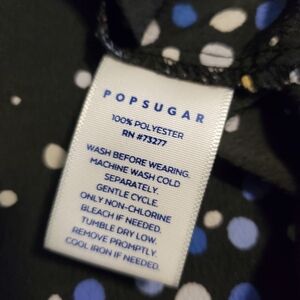 POPSUGAR
100% POLYESTER
RN #73277
WASH BEFORE WEARING.
MACHINE WASH COLD
SEPARATELY.
GENTLE CYCLE.
ONLY NON-CHLORINE
BLEACH IF NEEDED.
TUMBLE DRY LOW.
REMOVE PROMPTLY.
COOL IRON IF NEEDED.